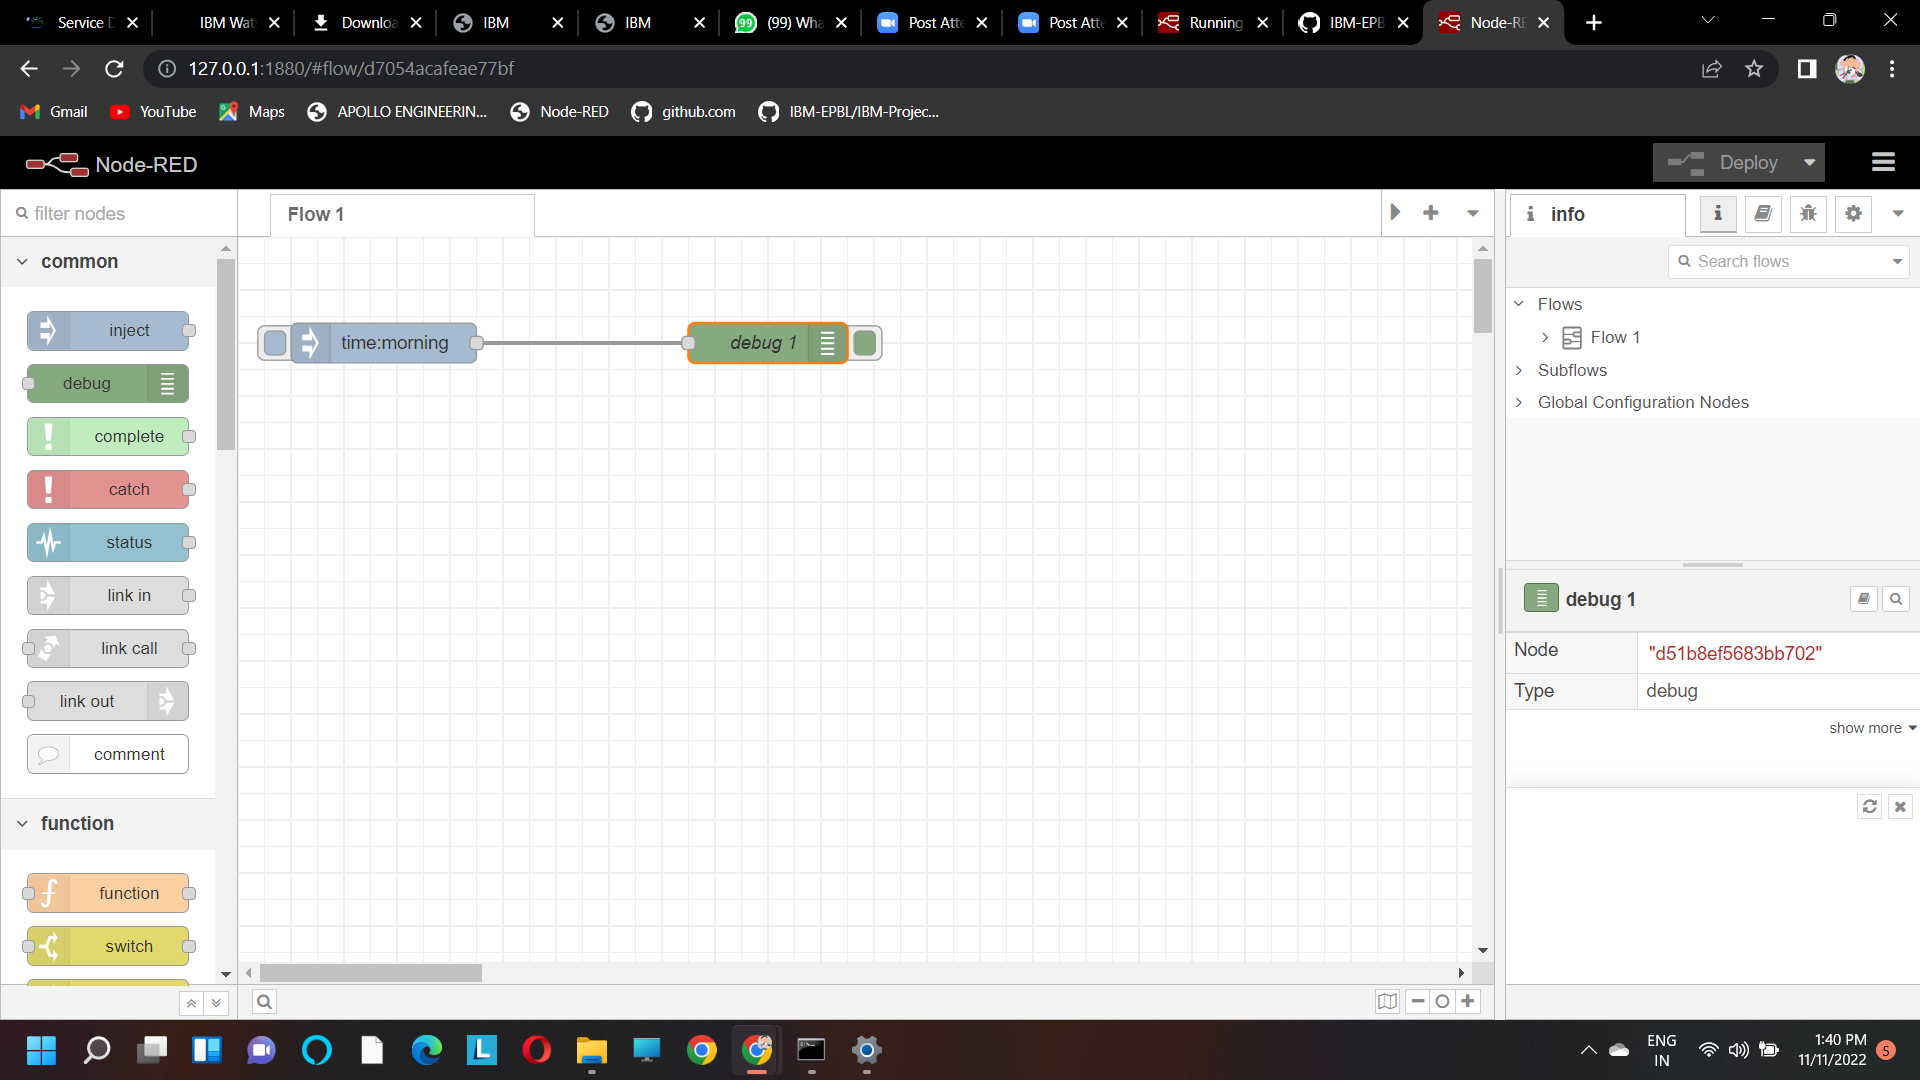 Service D
IBM Wat
Downloa
IBM
IBM
(99) Wha
Post Atte
Post Atte
Running
IBM-EPB
Node-RE
127.0.0.1:1880/#flow/d7054acafeae77bf
Gmail
YouTube
Maps
APOLLO ENGINEERIN...
Node-RED
github.com
IBM-EPBL/IBM-Projec...
Node-RED
Deploy
filter nodes
Flow 1
i info
i
common
Search flows
Flows
inject
time:morning
debug 1
Flow 1
Subflows
debug
Global Configuration Nodes
complete
catch
status
link in
debug 1
link call
Node
"d51b8ef5683bb702"
Type
debug
link out
show more
comment
function
function
switch
99
L
ENG
IN
1:40 PM
11/11/2022
5